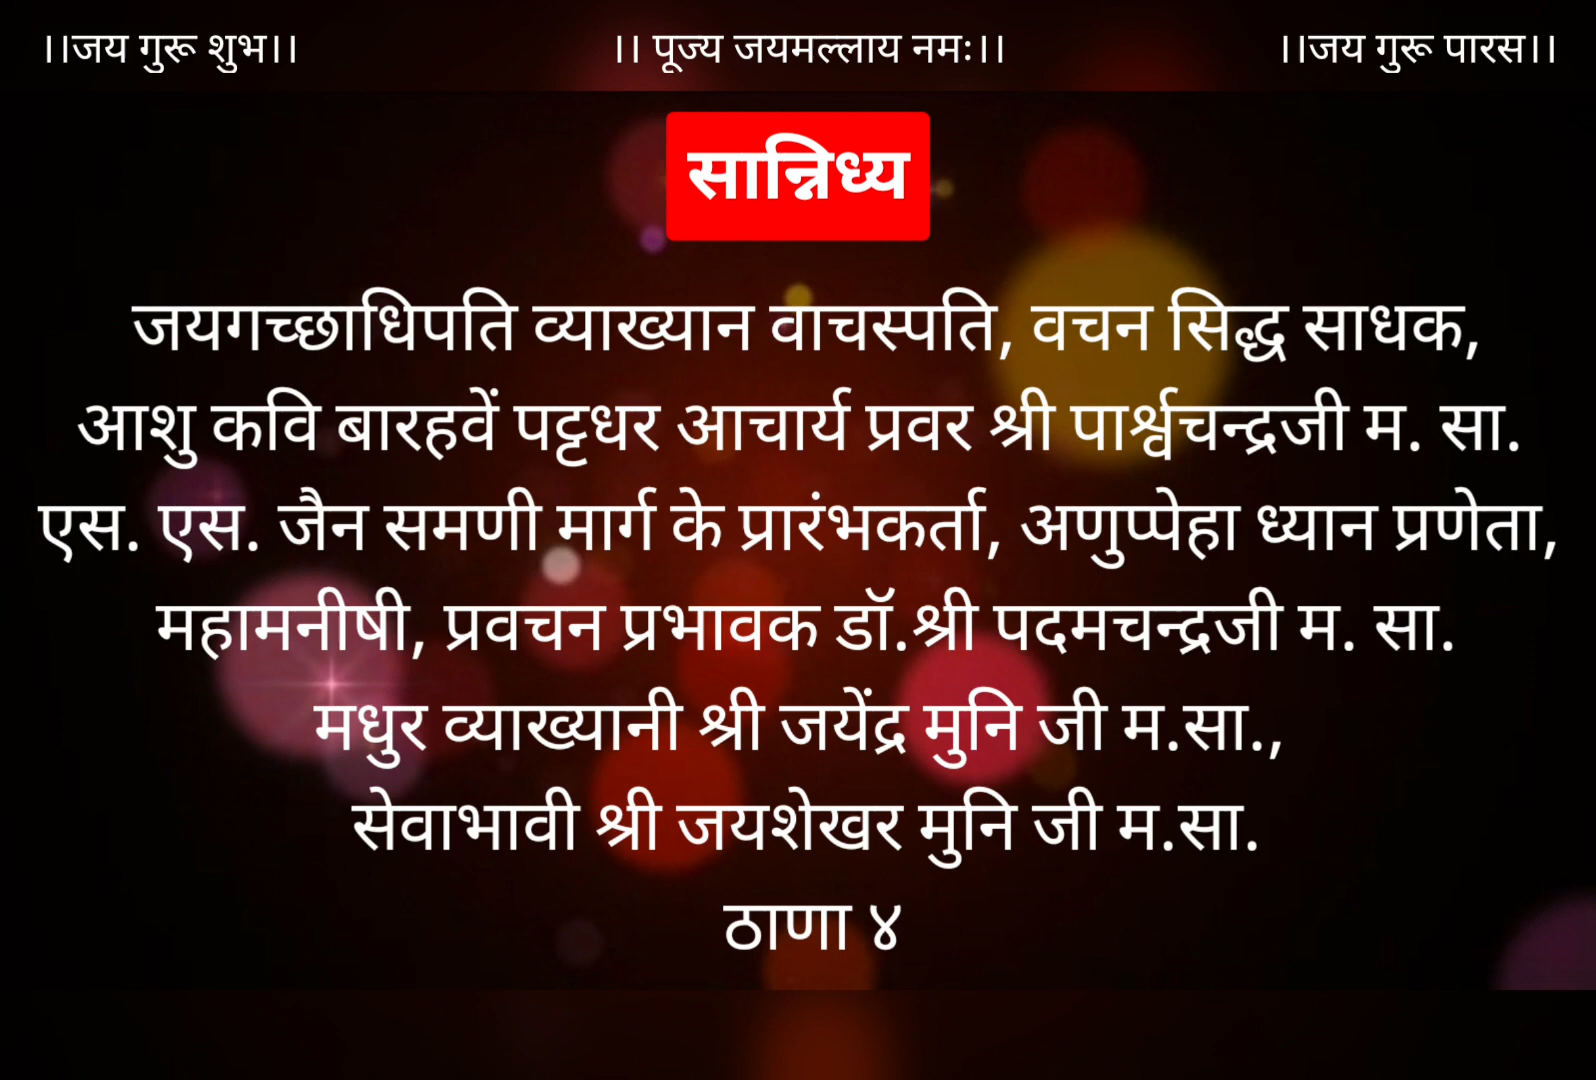 ।।जय गुरू शुभ।।
।। पूज्य जयमल्लाय नमः।।
।।जय गुरू पारस।।
सान्निध्य
जयगच्छाधिपति व्याख्यान वाचस्पति, वचन सिद्ध साधक,
आशु कवि बारहवें पट्टधर आचार्य प्रवर श्री पार्श्वचन्द्रजी म. सा.
एस. एस. जैन समणी मार्ग के प्रारंभकर्ता, अणुप्पेहा ध्यान प्रणेता,
महामनीषी, प्रवचन प्रभावक डॉ.श्री पदमचन्द्रजी म. सा.
मधुर व्याख्यानी श्री जयेंद्र मुनि जी म.सा.,
सेवाभावी श्री जयशेखर मुनि जी म.सा.
ठाणा ४